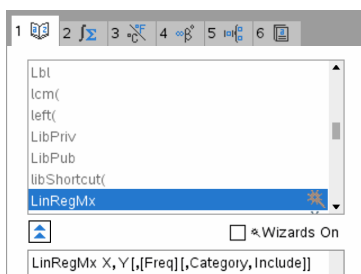 1 2 ∫Σ 3 °C°F 4 ∞β° 5 6
Lbl
lcm(
left(
LibPriv
LibPub
libShortcut(
LinRegMx
Wizards On
LinRegMx X,Y[,[Freq][,Category,Include]]